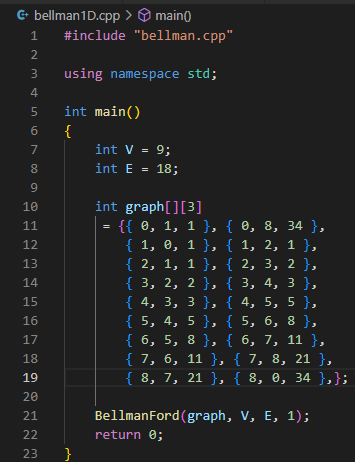 bellman1D.cpp > main()
1 #include "bellman.cpp"
2
3 using namespace std;
4
5 int main()
6 {
7 int V = 9;
8 int E = 18;
9
10 int graph[][3]
11 = {{ 0, 1, 1 }, { 0, 8, 34 },
12 { 1, 0, 1 }, { 1, 2, 1 },
13 { 2, 1, 1 }, { 2, 3, 2 },
14 { 3, 2, 2 }, { 3, 4, 3 },
15 { 4, 3, 3 }, { 4, 5, 5 },
16 { 5, 4, 5 }, { 5, 6, 8 },
17 { 6, 5, 8 }, { 6, 7, 11 },
18 { 7, 6, 11 }, { 7, 8, 21 },
19 { 8, 7, 21 }, { 8, 0, 34 },};
20
21 BellmanFord(graph, V, E, 1);
22 return 0;
23 }